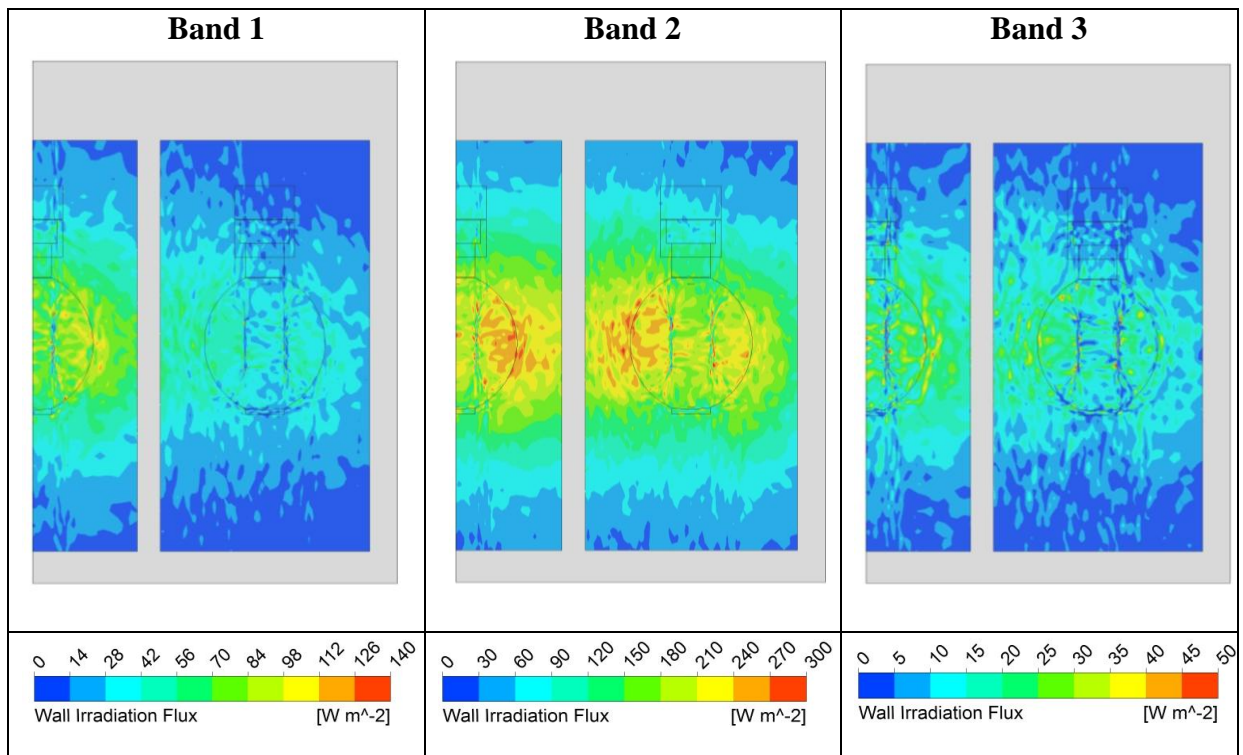 Band 1
Band 2
Band 3
0 14 28 42 56 70 84 98 112 126 140
Wall Irradiation Flux [W m^-2]
0 30 60 90 120 150 180 210 240 270 300
Wall Irradiation Flux [W m^-2]
0 5 10 15 20 25 30 35 40 45 50
Wall Irradiation Flux [W m^-2]